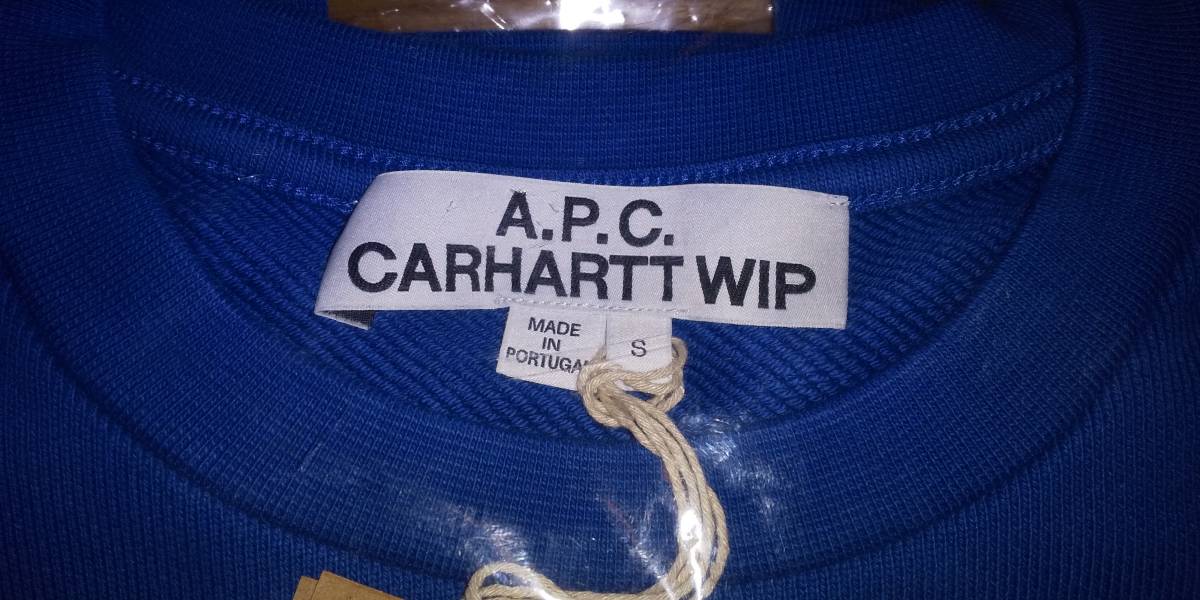 A.P.C.
CARHARTT WIP
MADE
IN
PORTUGAL
S